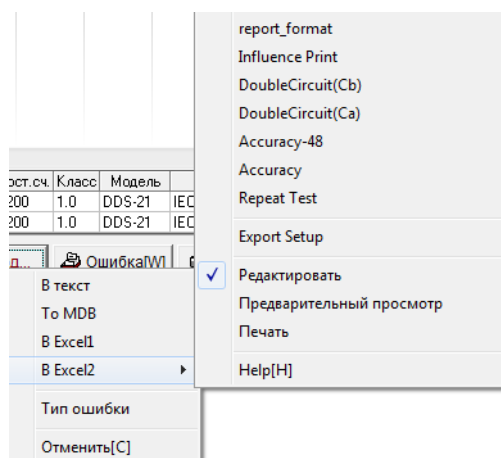 report_format
Influence Print
DoubleCircuit(Cb)
DoubleCircuit(Ca)
Accuracy-48
Accuracy
Repeat Test
Export Setup
Редактировать
Предварительный просмотр
Печать
Help[H]
ост.сч. Класс Модель
200 1.0 DDS-21 IEC
200 1.0 DDS-21 IEC
д... Ошибка[W]
В текст
To MDB
В Excel1
В Excel2
Тип ошибки
Отменить[C]